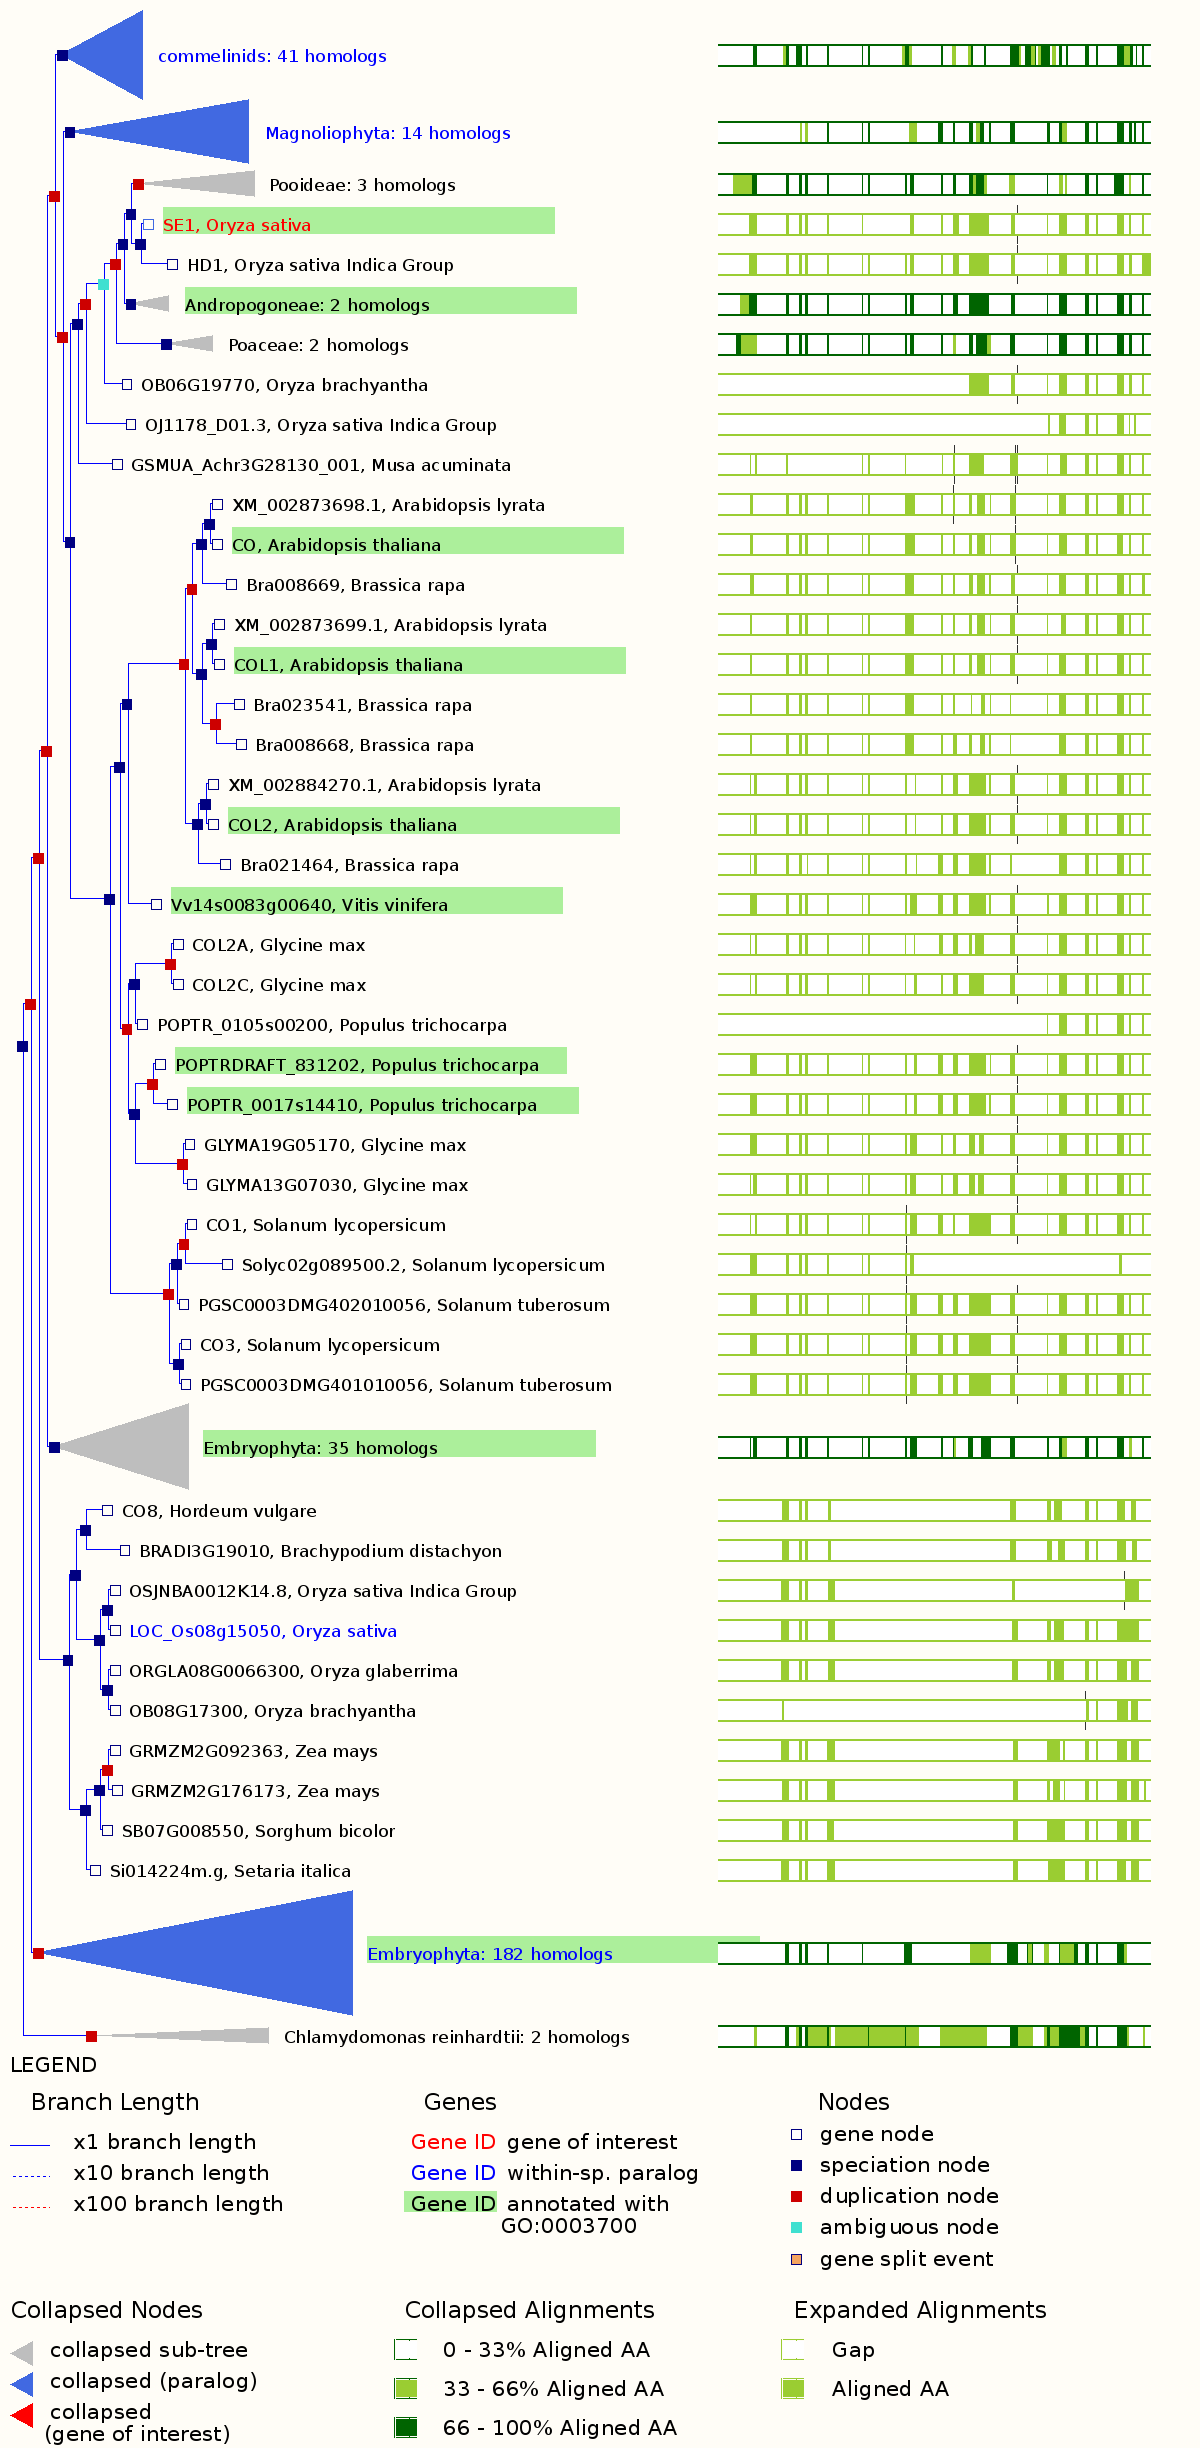 commelinids: 41 homologs
Magnoliophyta: 14 homologs
Pooideae: 3 homologs
SE1, Oryza sativa
HD1, Oryza sativa Indica Group
Andropogoneae: 2 homologs
Poaceae: 2 homologs
OB06G19770, Oryza brachyantha
OJ1178_D01.3, Oryza sativa Indica Group
GSMUA_Achr3G28130_001, Musa acuminata
XM_002873698.1, Arabidopsis lyrata
CO, Arabidopsis thaliana
Bra008669, Brassica rapa
XM_002873699.1, Arabidopsis lyrata
COL1, Arabidopsis thaliana
Bra023541, Brassica rapa
Bra008668, Brassica rapa
XM_002884270.1, Arabidopsis lyrata
COL2, Arabidopsis thaliana
Bra021464, Brassica rapa
Vv14s0083g00640, Vitis vinifera
COL2A, Glycine max
COL2C, Glycine max
POPTR_0105s00200, Populus trichocarpa
POPTRDRAFT_831202, Populus trichocarpa
POPTR_0017s14410, Populus trichocarpa
GLYMA19G05170, Glycine max
GLYMA13G07030, Glycine max
CO1, Solanum lycopersicum
Solyc02g089500.2, Solanum lycopersicum
PGSC0003DMG402010056, Solanum tuberosum
CO3, Solanum lycopersicum
PGSC0003DMG401010056, Solanum tuberosum
Embryophyta: 35 homologs
CO8, Hordeum vulgare
BRADI3G19010, Brachypodium distachyon
OSJNBA0012K14.8, Oryza sativa Indica Group
LOC_Os08g15050, Oryza sativa
ORGLA08G0066300, Oryza glaberrima
OB08G17300, Oryza brachyantha
GRMZM2G092363, Zea mays
GRMZM2G176173, Zea mays
SB07G008550, Sorghum bicolor
Si014224m.g, Setaria italica
Embryophyta: 182 homologs
Chlamydomonas reinhardtii: 2 homologs
LEGEND
Branch Length
x1 branch length
x10 branch length
x100 branch length
Genes
Gene ID gene of interest
Gene ID within-sp. paralog
Gene ID annotated with
GO:0003700
Nodes
gene node
speciation node
duplication node
ambiguous node
gene split event
Collapsed Nodes
collapsed sub-tree
collapsed (paralog)
collapsed
(gene of interest)
Collapsed Alignments
0 - 33% Aligned AA
33 - 66% Aligned AA
66 - 100% Aligned AA
Expanded Alignments
Gap
Aligned AA